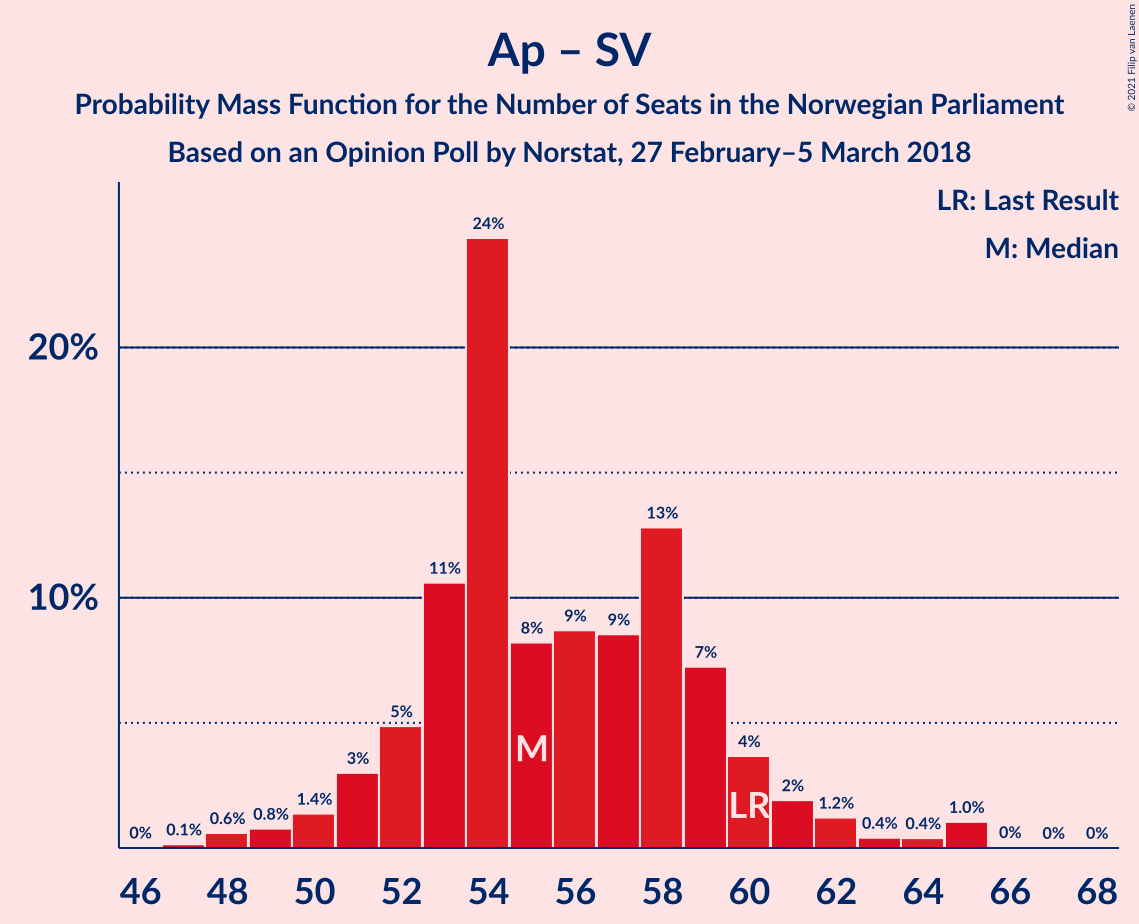 Ap – SV
Probability Mass Function for the Number of Seats in the Norwegian Parliament
Based on an Opinion Poll by Norstat, 27 February–5 March 2018
© 2021 Filip van Laenen
LR: Last Result
M: Median
20%
10%
0%
0.1%
0.6%
0.8%
1.4%
3%
5%
11%
24%
8%
9%
9%
13%
7%
4%
2%
1.2%
0.4%
0.4%
1.0%
0%
0%
0%
M
LR
46 48 50 52 54 56 58 60 62 64 66 68